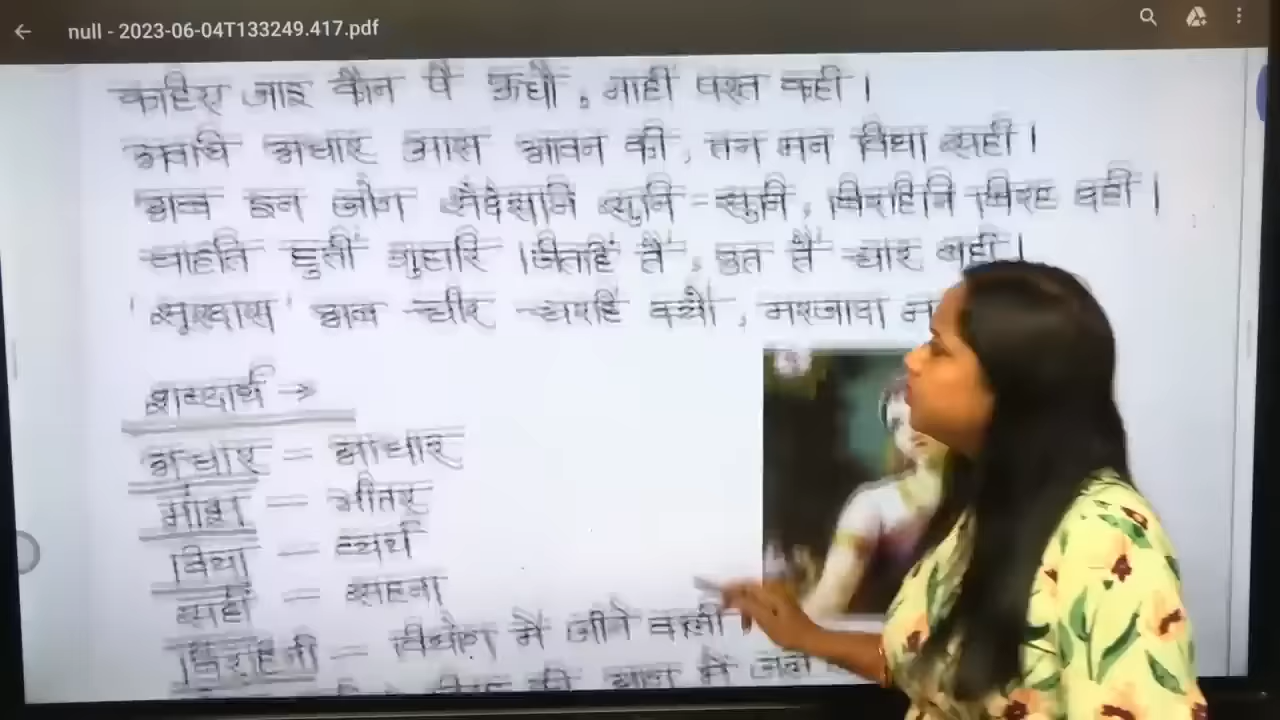 null - 2023-06-04T133249.417.pdf
कहिए जाइ कौन पै ऊधौ, नाहीं परत कही।
अवधि अधार आस आवन की, तन मन बिथा सही।
अब इन जोग सँदेसनि सुनि-सुनि, बिरहिनि बिरह दही।
चाहति हुतीं गुहारि जितहिं तैं, उत तैं धार बही।
'सूरदास' अब धीर धरहिं क्यौं, मरजादा न
शब्दार्थ →
अधार = आधार
मांझ = भीतर
बिथा = व्यर्थ
सही = सहना
बिरहिनी = वियोग में जीने वाली।
की आग में